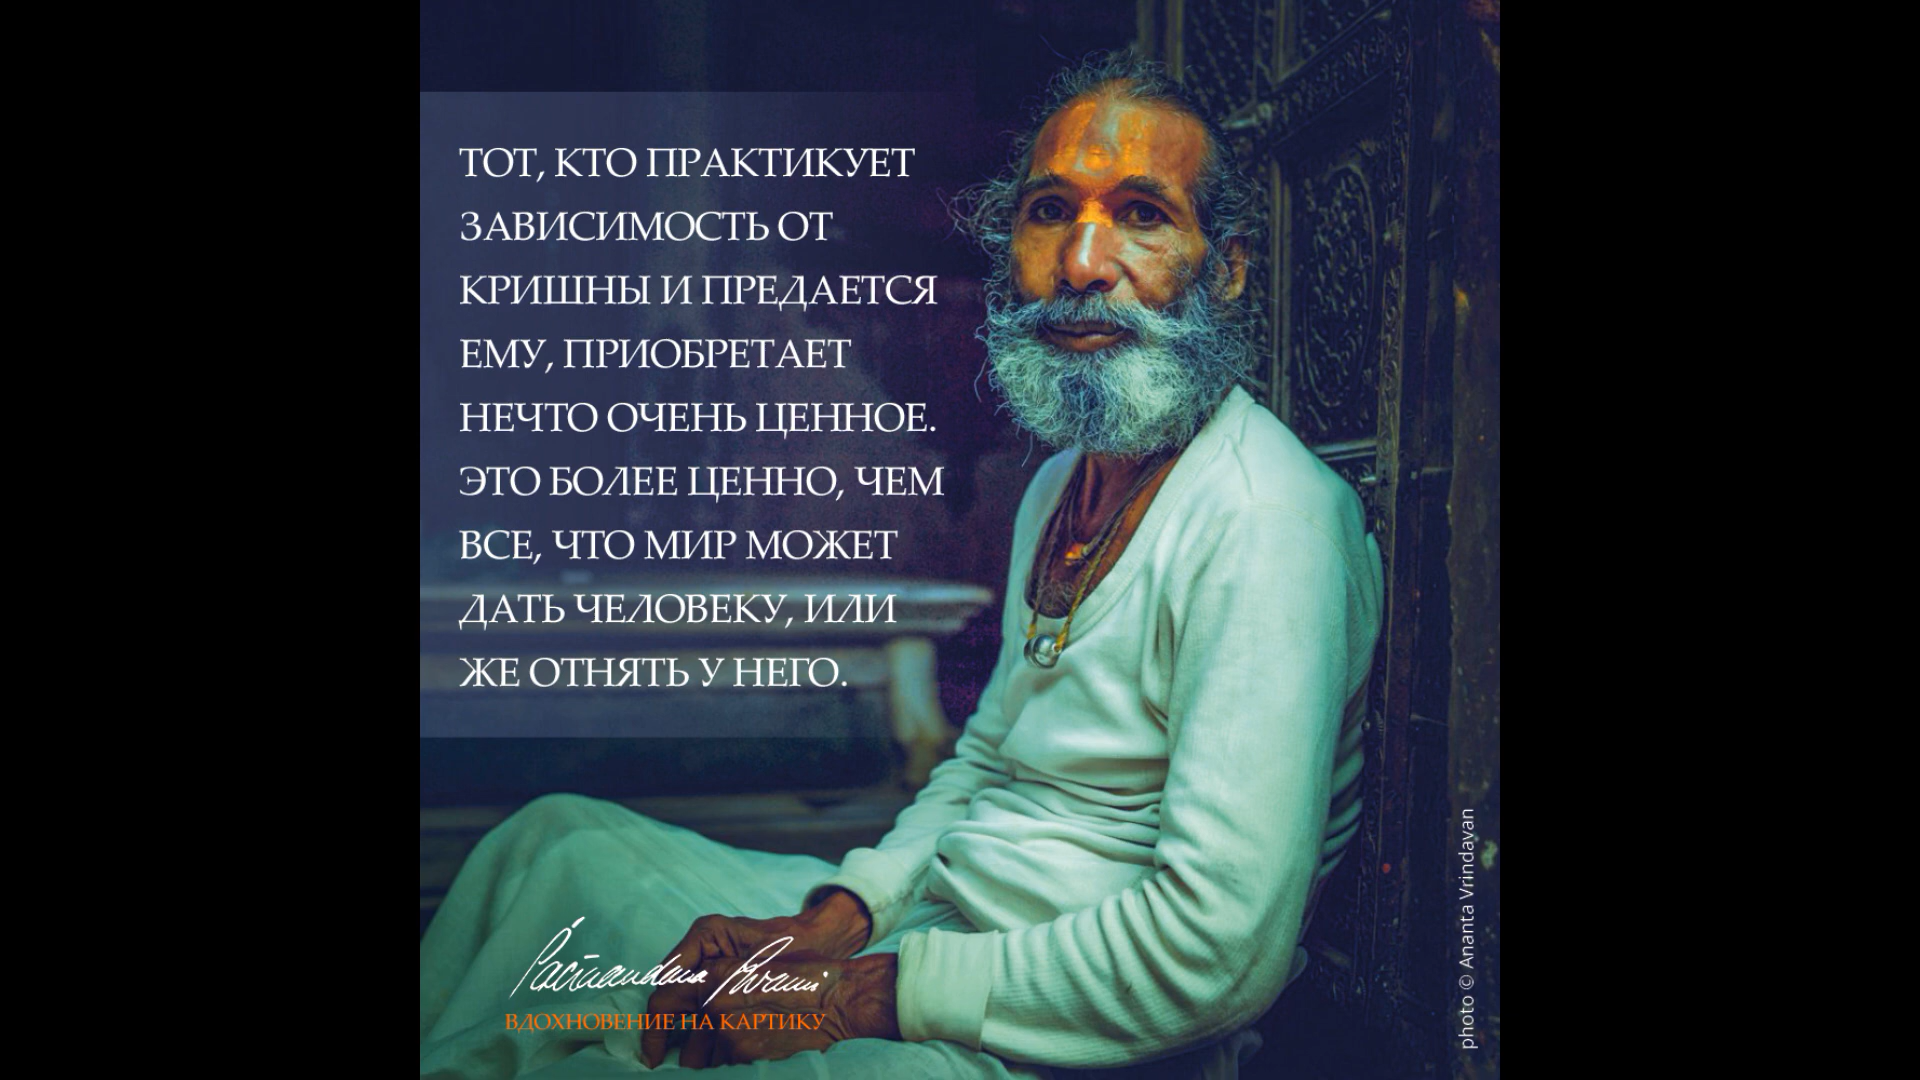 ТОТ, КТО ПРАКТИКУЕТ
ЗАВИСИМОСТЬ ОТ
КРИШНЫ И ПРЕДАЕТСЯ
ЕМУ, ПРИОБРЕТАЕТ
НЕЧТО ОЧЕНЬ ЦЕННОЕ.
ЭТО БОЛЕЕ ЦЕННО, ЧЕМ
ВСЕ, ЧТО МИР МОЖЕТ
ДАТЬ ЧЕЛОВЕКУ, ИЛИ
ЖЕ ОТНЯТЬ У НЕГО.
Swami
ВДОХНОВЕНИЕ НА КАРТИКУ
photo © Ananta Vrindavan